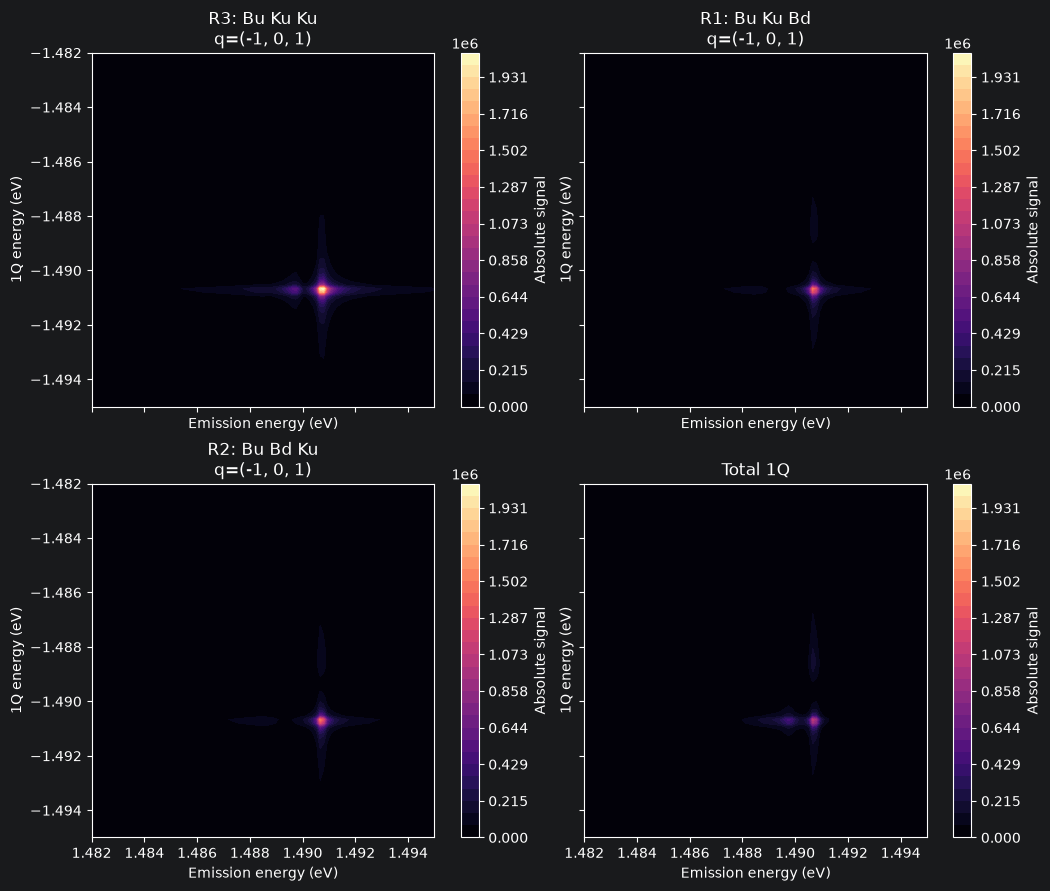 R3: Bu Ku Ku
q=(-1, 0, 1)
1e6
−1.482
−1.484
−1.486
−1.488
−1.490
−1.492
−1.494
1Q energy (eV)
Emission energy (eV)
1.931
1.716
1.502
1.287
1.073
0.858
0.644
0.429
0.215
0.000
Absolute signal
R1: Bu Ku Bd
q=(-1, 0, 1)
1e6
1Q energy (eV)
Emission energy (eV)
1.931
1.716
1.502
1.287
1.073
0.858
0.644
0.429
0.215
0.000
Absolute signal
R2: Bu Bd Ku
q=(-1, 0, 1)
1e6
−1.482
−1.484
−1.486
−1.488
−1.490
−1.492
−1.494
1Q energy (eV)
1.482 1.484 1.486 1.488 1.490 1.492 1.494
Emission energy (eV)
1.931
1.716
1.502
1.287
1.073
0.858
0.644
0.429
0.215
0.000
Absolute signal
Total 1Q
1e6
1Q energy (eV)
1.482 1.484 1.486 1.488 1.490 1.492 1.494
Emission energy (eV)
1.931
1.716
1.502
1.287
1.073
0.858
0.644
0.429
0.215
0.000
Absolute signal